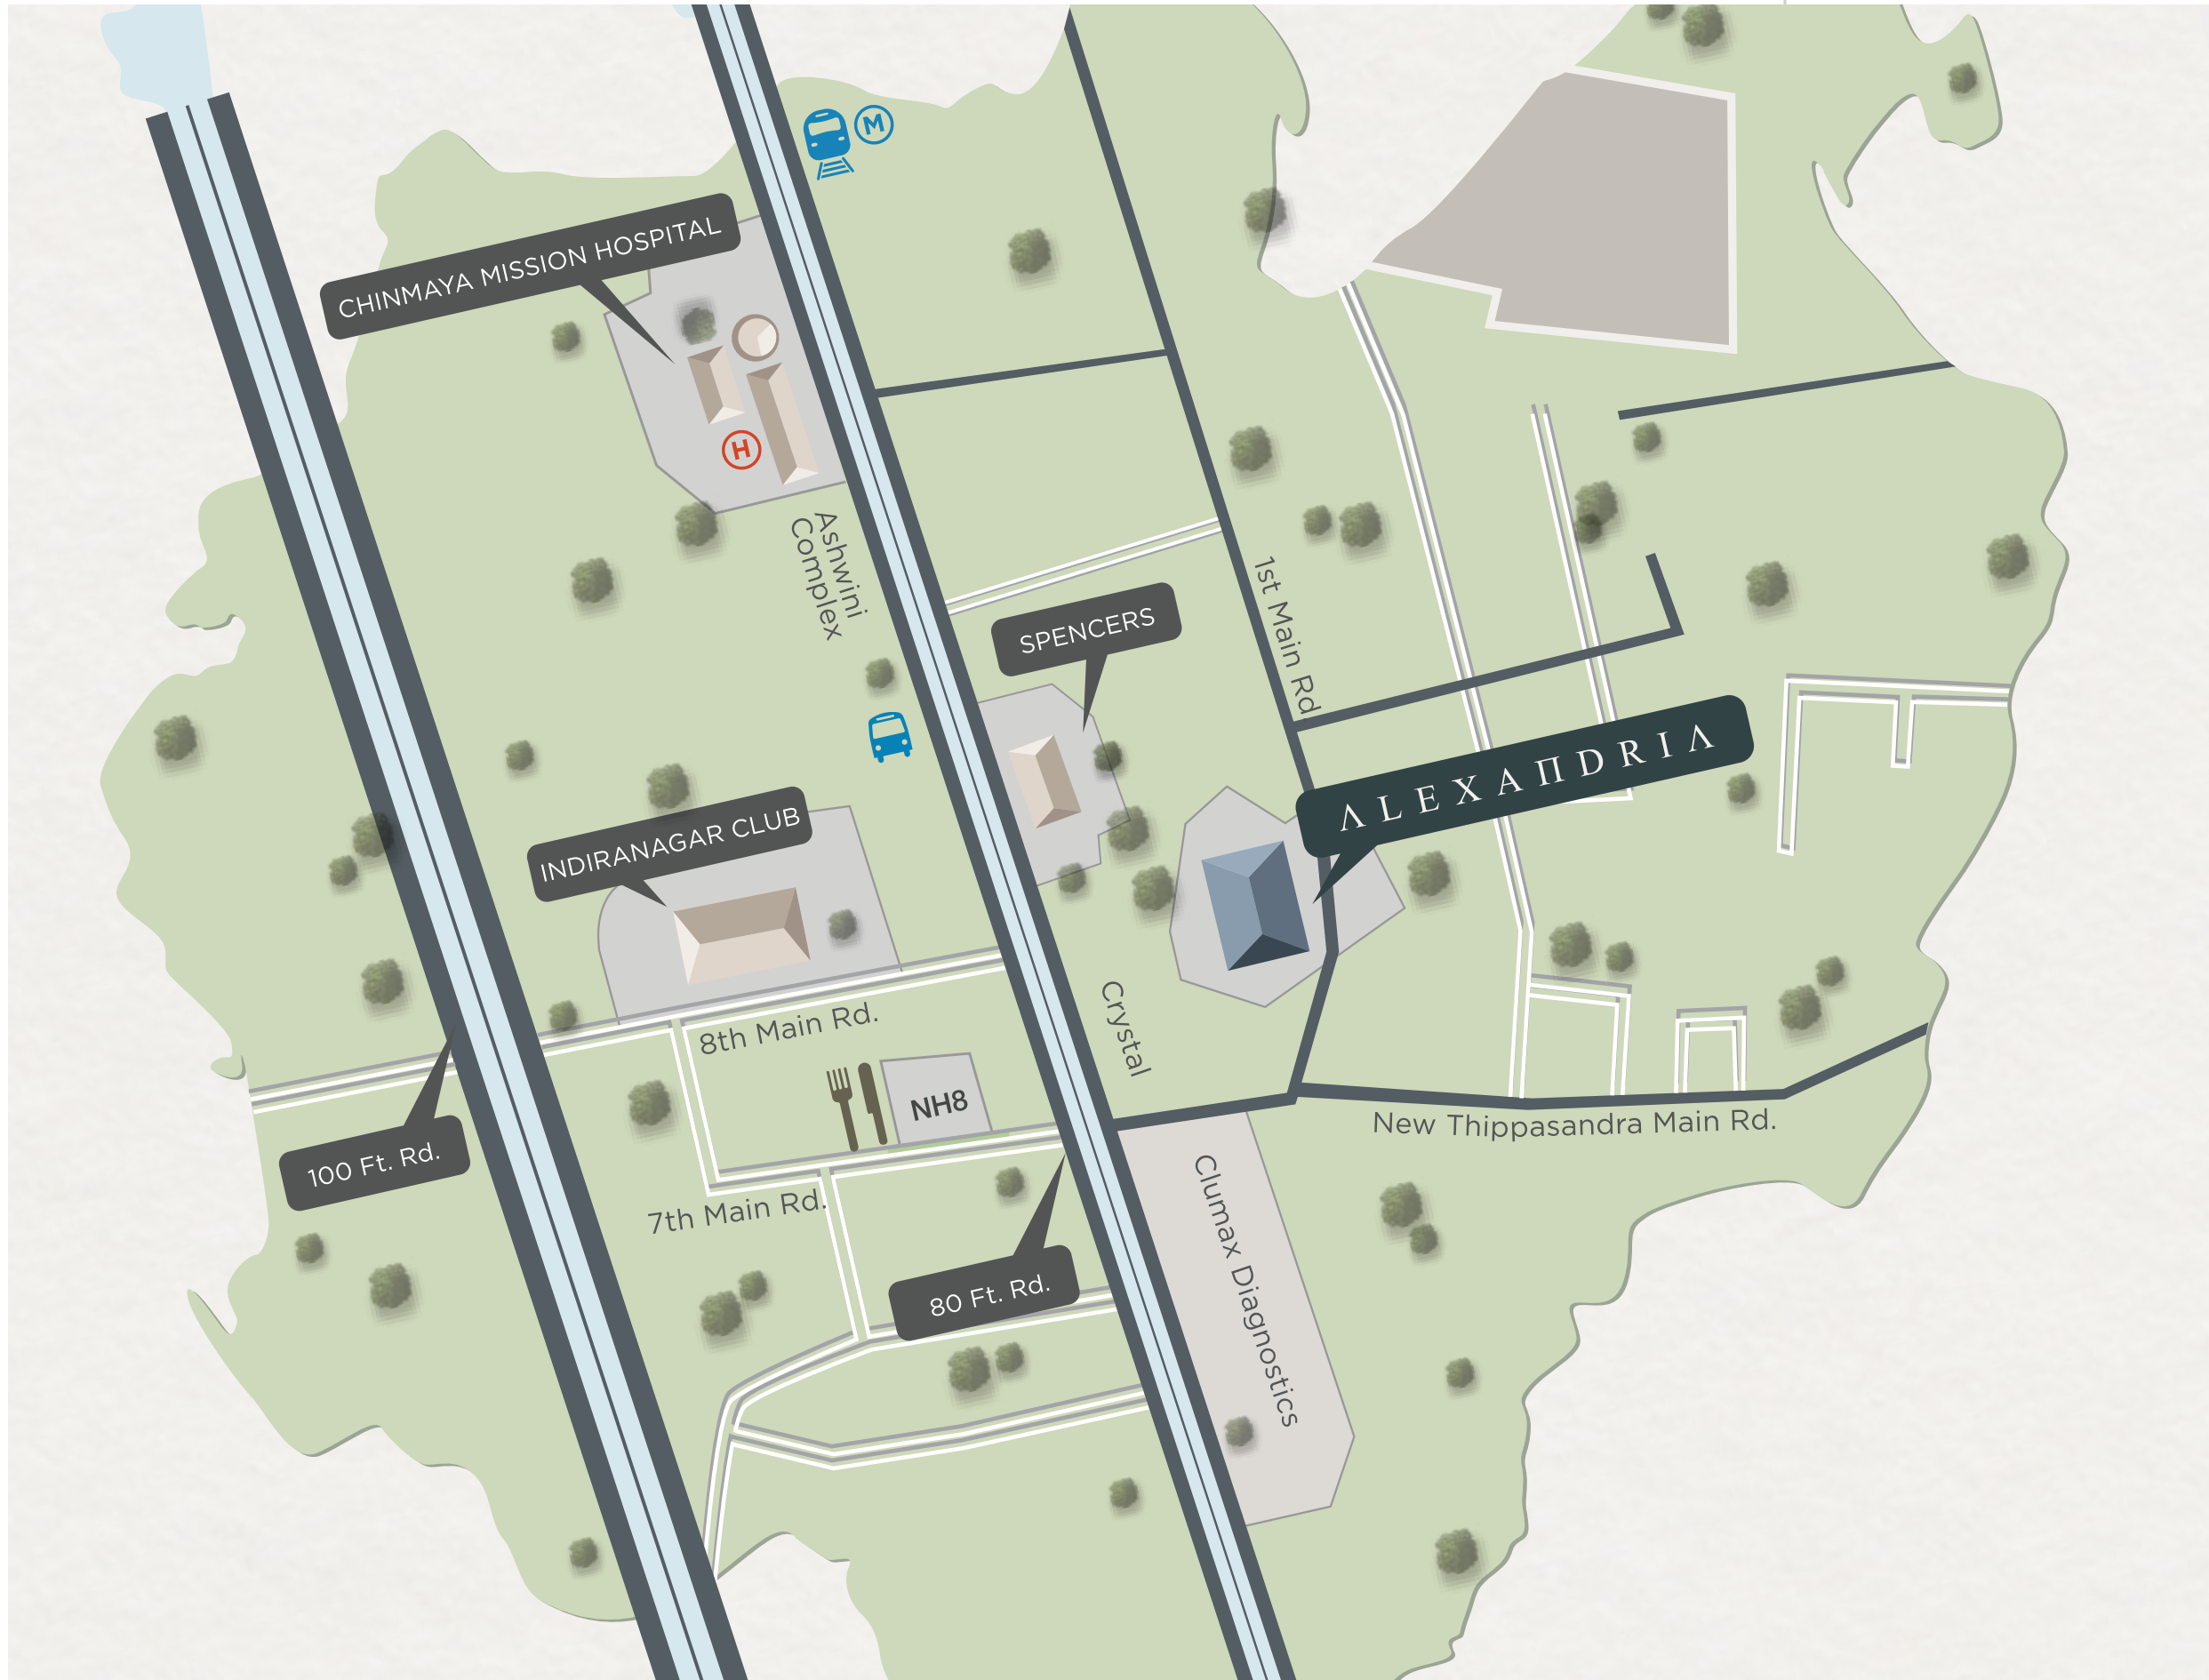 M
CHINMAYA MISSION HOSPITAL
H
Ashwini
Complex
1st Main Rd
SPENCERS
ΛLEXAΠDRIΛ
INDIRANAGAR CLUB
8th Main Rd.
Crystal
NH8
New Thippasandra Main Rd.
100 Ft. Rd.
7th Main Rd.
80 Ft. Rd.
Clumax Diagnostics